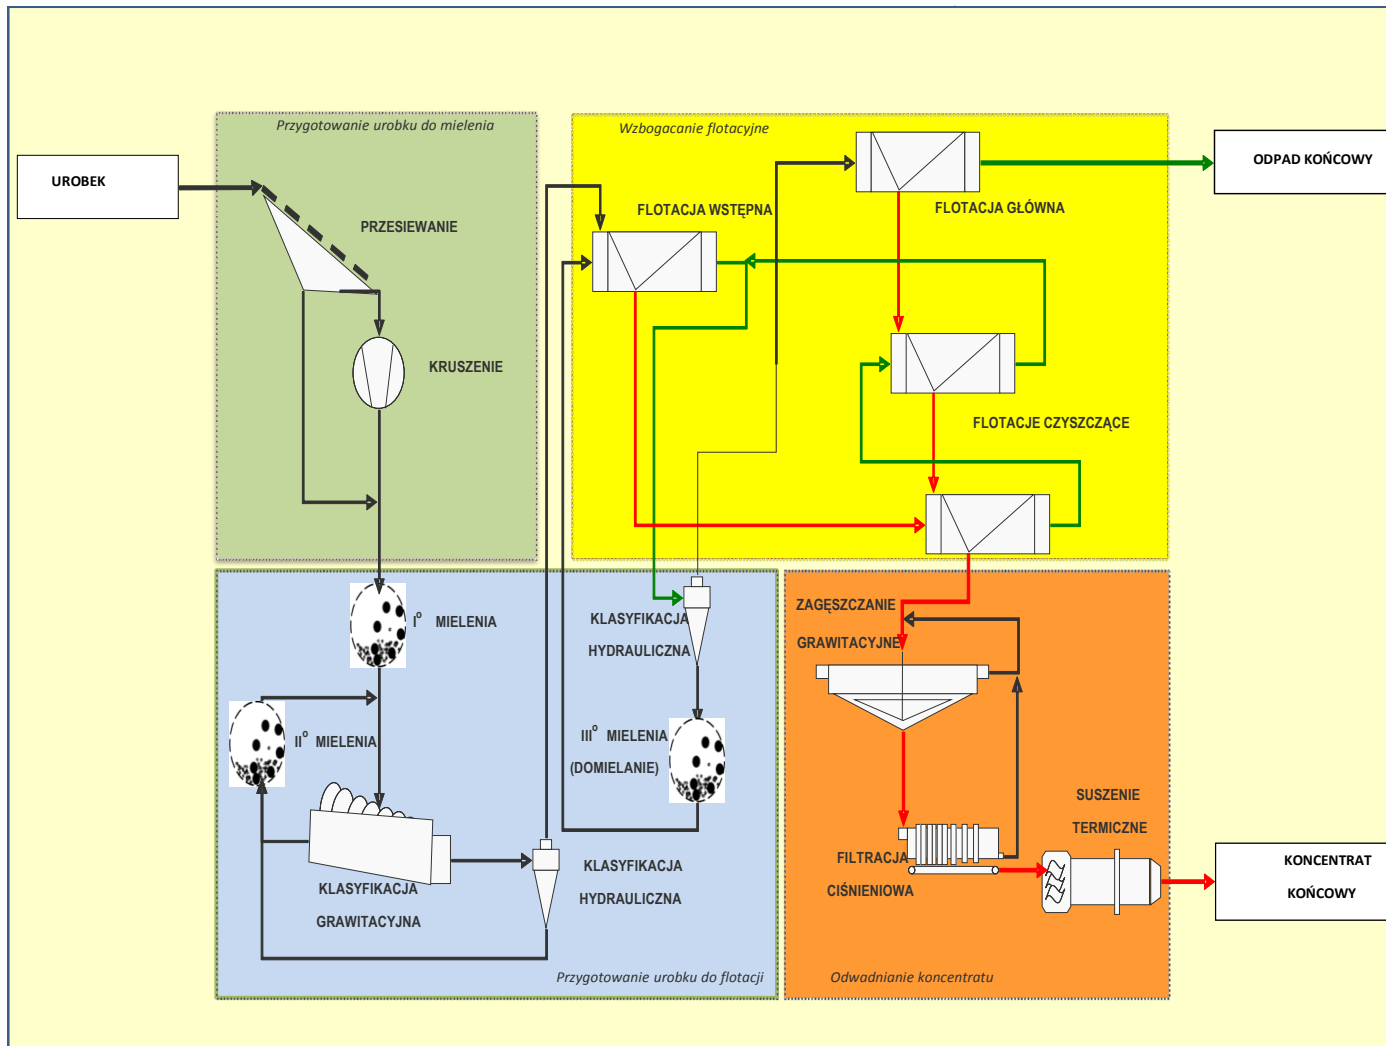 Przygotowanie urobku do mielenia
Wzbogacanie flotacyjne
UROBEK
ODPAD KOŃCOWY
PRZESIEWANIE
FLOTACJA WSTĘPNA
FLOTACJA GŁÓWNA
KRUSZENIE
FLOTACJE CZYSZCZĄCE
I° MIELENIA
KLASYFIKACJA
HYDRAULICZNA
ZAGĘSZCZANIE
GRAWITACYJNE
II° MIELENIA
III° MIELENIA
(DOMIELANIE)
SUSZENIE
TERMICZNE
KLASYFIKACJA
GRAWITACYJNA
KLASYFIKACJA
HYDRAULICZNA
FILTRACJA
CIŚNIENIOWA
KONCENTRAT
KOŃCOWY
Przygotowanie urobku do flotacji
Odwadnianie koncentratu